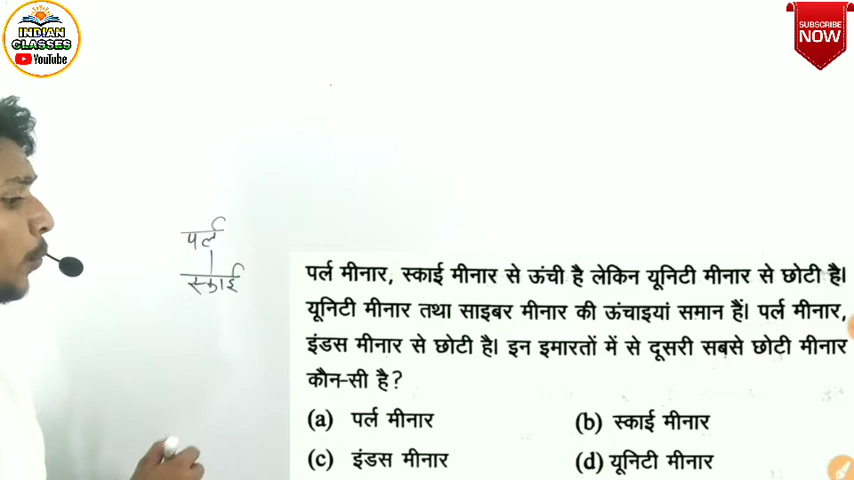 INDIAN
CLASSES
YouTube
SUBSCRIBE
NOW
पर्ल
स्काई
पर्ल मीनार, स्काई मीनार से ऊंची है लेकिन यूनिटी मीनार से छोटी है।
यूनिटी मीनार तथा साइबर मीनार की ऊंचाइयां समान हैं। पर्ल मीनार,
इंडस मीनार से छोटी है। इन इमारतों में से दूसरी सबसे छोटी मीनार
कौन-सी है?
(a) पर्ल मीनार (b) स्काई मीनार
(c) इंडस मीनार (d) यूनिटी मीनार